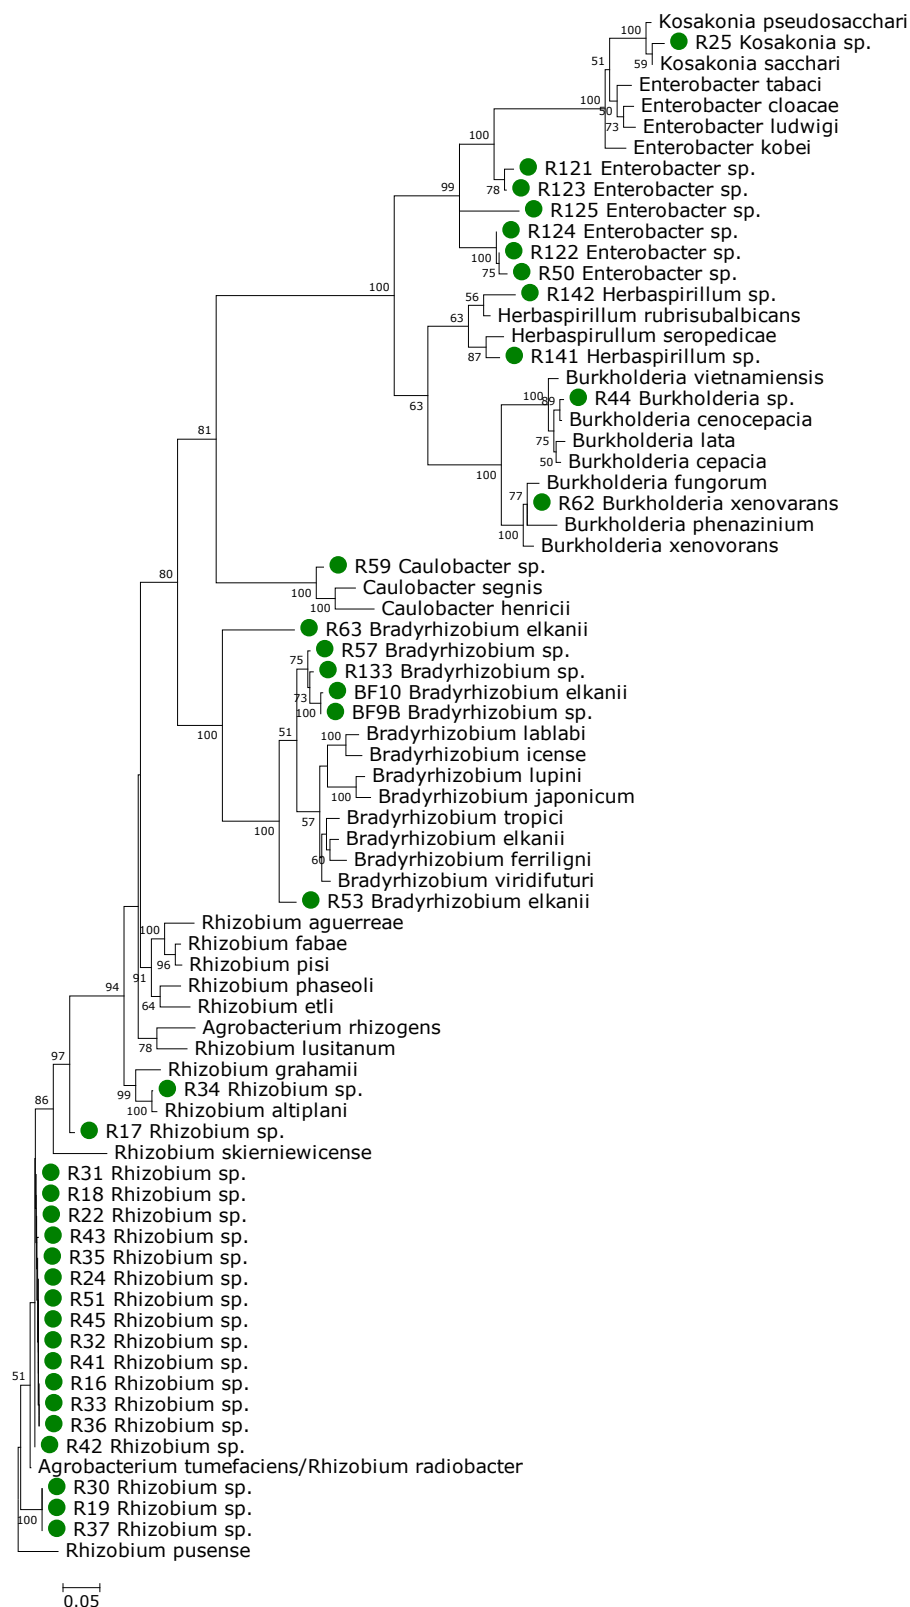 Kosakonia pseudosacchari
100
R25 Kosakonia sp.
51
59
Kosakonia sacchari
Enterobacter tabaci
100
Enterobacter cloacae
50
73
Enterobacter ludwigi
100
Enterobacter kobei
R121 Enterobacter sp.
99
78
R123 Enterobacter sp.
R125 Enterobacter sp.
R124 Enterobacter sp.
100
R122 Enterobacter sp.
75
R50 Enterobacter sp.
100
56
R142 Herbaspirillum sp.
63
Herbaspirillum rubrisubalbicans
Herbaspirullum seropedicae
87
R141 Herbaspirillum sp.
Burkholderia vietnamiensis
63
100
89
R44 Burkholderia sp.
Burkholderia cenocepacia
81
75
Burkholderia lata
50
Burkholderia cepacia
100
Burkholderia fungorum
77
R62 Burkholderia xenovarans
Burkholderia phenazinium
100
Burkholderia xenovorans
80
R59 Caulobacter sp.
100
Caulobacter segnis
100
Caulobacter henricii
R63 Bradyrhizobium elkanii
R57 Bradyrhizobium sp.
75
R133 Bradyrhizobium sp.
73
BF10 Bradyrhizobium elkanii
100
BF9B Bradyrhizobium sp.
100
51
100
Bradyrhizobium lablabi
Bradyrhizobium icense
Bradyrhizobium lupini
100
Bradyrhizobium japonicum
100
57
Bradyrhizobium tropici
Bradyrhizobium elkanii
60
Bradyrhizobium ferriligni
Bradyrhizobium viridifuturi
R53 Bradyrhizobium elkanii
Rhizobium aguerreae
100
Rhizobium fabae
96
Rhizobium pisi
91
94
Rhizobium phaseoli
64
Rhizobium etli
Agrobacterium rhizogens
78
Rhizobium lusitanum
97
Rhizobium grahamii
99
R34 Rhizobium sp.
100
Rhizobium altiplani
86
R17 Rhizobium sp.
Rhizobium skierniewicense
R31 Rhizobium sp.
R18 Rhizobium sp.
R22 Rhizobium sp.
R43 Rhizobium sp.
R35 Rhizobium sp.
R24 Rhizobium sp.
R51 Rhizobium sp.
R45 Rhizobium sp.
R32 Rhizobium sp.
R41 Rhizobium sp.
51
R16 Rhizobium sp.
R33 Rhizobium sp.
R36 Rhizobium sp.
R42 Rhizobium sp.
Agrobacterium tumefaciens/Rhizobium radiobacter
R30 Rhizobium sp.
R19 Rhizobium sp.
100
R37 Rhizobium sp.
Rhizobium pusense
0.05